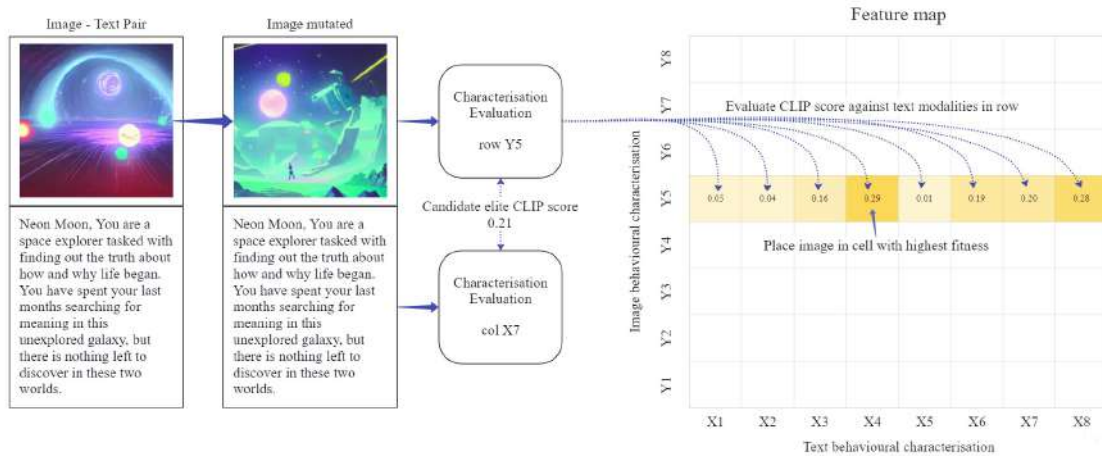 Image - Text Pair
Image mutated
Feature map
Neon Moon, You are a
space explorer tasked with
finding out the truth about
how and why life began.
You have spent your last
months searching for
meaning in this
unexplored galaxy, but
there is nothing left to
discover in these two
worlds.
Neon Moon, You are a
space explorer tasked with
finding out the truth about
how and why life began.
You have spent your last
months searching for
meaning in this
unexplored galaxy, but
there is nothing left to
discover in these two
worlds.
Characterisation
Evaluation
row Y5
Candidate elite CLIP score
0.21
Characterisation
Evaluation
col X7
Image behavioural characterisation
Y8
Y7
Y6
Y5
Y4
Y3
Y2
Y1
Evaluate CLIP score against text modalities in row
0.05 0.04 0.16 0.29 0.01 0.19 0.20 0.28
Place image in cell with highest fitness
X1 X2 X3 X4 X5 X6 X7 X8
Text behavioural characterisation